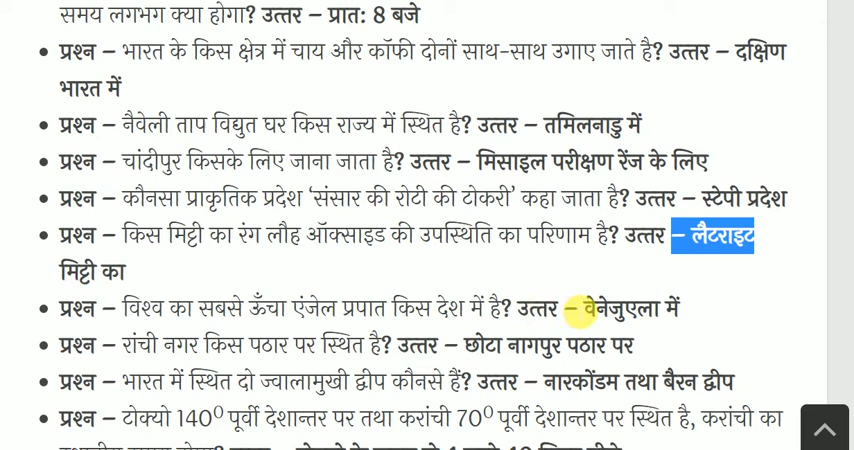 समय लगभग क्या होगा? उत्तर – प्रात: 8 बजे
प्रश्न – भारत के किस क्षेत्र में चाय और कॉफी दोनों साथ-साथ उगाए जाते है? उत्तर – दक्षिण
भारत में
प्रश्न – नैवेली ताप विद्युत घर किस राज्य में स्थित है? उत्तर – तमिलनाडु में
प्रश्न – चांदीपुर किसके लिए जाना जाता है? उत्तर – मिसाइल परीक्षण रेंज के लिए
प्रश्न – कौनसा प्राकृतिक प्रदेश ‘संसार की रोटी की टोकरी’ कहा जाता है? उत्तर – स्टेपी प्रदेश
प्रश्न – किस मिट्टी का रंग लौह ऑक्साइड की उपस्थिति का परिणाम है? उत्तर – लैटराइट
मिट्टी का
प्रश्न – विश्व का सबसे ऊँचा एंजेल प्रपात किस देश में है? उत्तर – वेनेजुएला में
प्रश्न – रांची नगर किस पठार पर स्थित है? उत्तर – छोटा नागपुर पठार पर
प्रश्न – भारत में स्थित दो ज्वालामुखी द्वीप कौनसे हैं? उत्तर – नारकोंडम तथा बैरन द्वीप
प्रश्न – टोक्यो 140⁰ पूर्वी देशान्तर पर तथा करांची 70⁰ पूर्वी देशान्तर पर स्थित है, करांची का